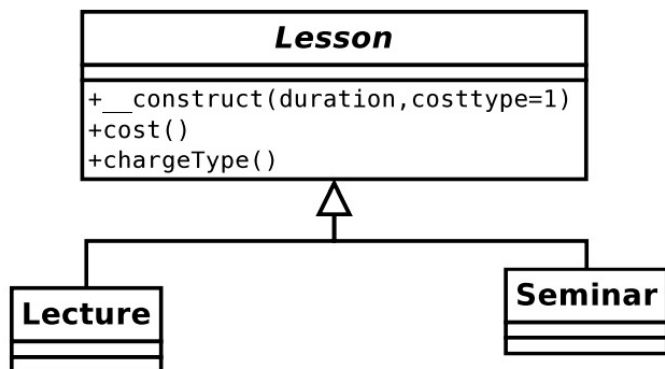 Lesson
+__construct(duration,costtype=1)
+cost()
+chargeType()
Lecture
Seminar